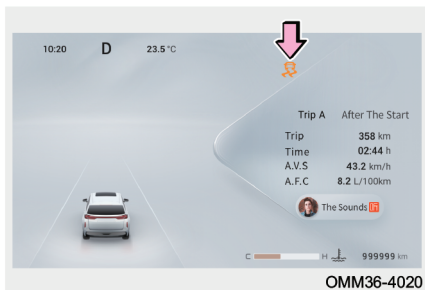 10:20 D 23.5 °C
Trip A After The Start
Trip 358 km
Time 02:44 h
A.V.S 43.2 km/h
A.F.C 8.2 L/100km
The Sounds
C H 999999 km
OMM36-4020